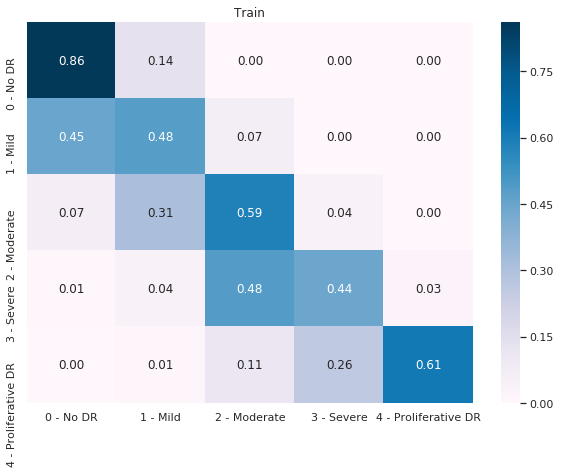 Train
0 - No DR
0.86 0.14 0.00 0.00 0.00
1 - Mild
0.45 0.48 0.07 0.00 0.00
2 - Moderate
0.07 0.31 0.59 0.04 0.00
3 - Severe
0.01 0.04 0.48 0.44 0.03
4 - Proliferative DR
0.00 0.01 0.11 0.26 0.61
0 - No DR 1 - Mild 2 - Moderate 3 - Severe 4 - Proliferative DR
0.75
0.60
0.45
0.30
0.15
0.00